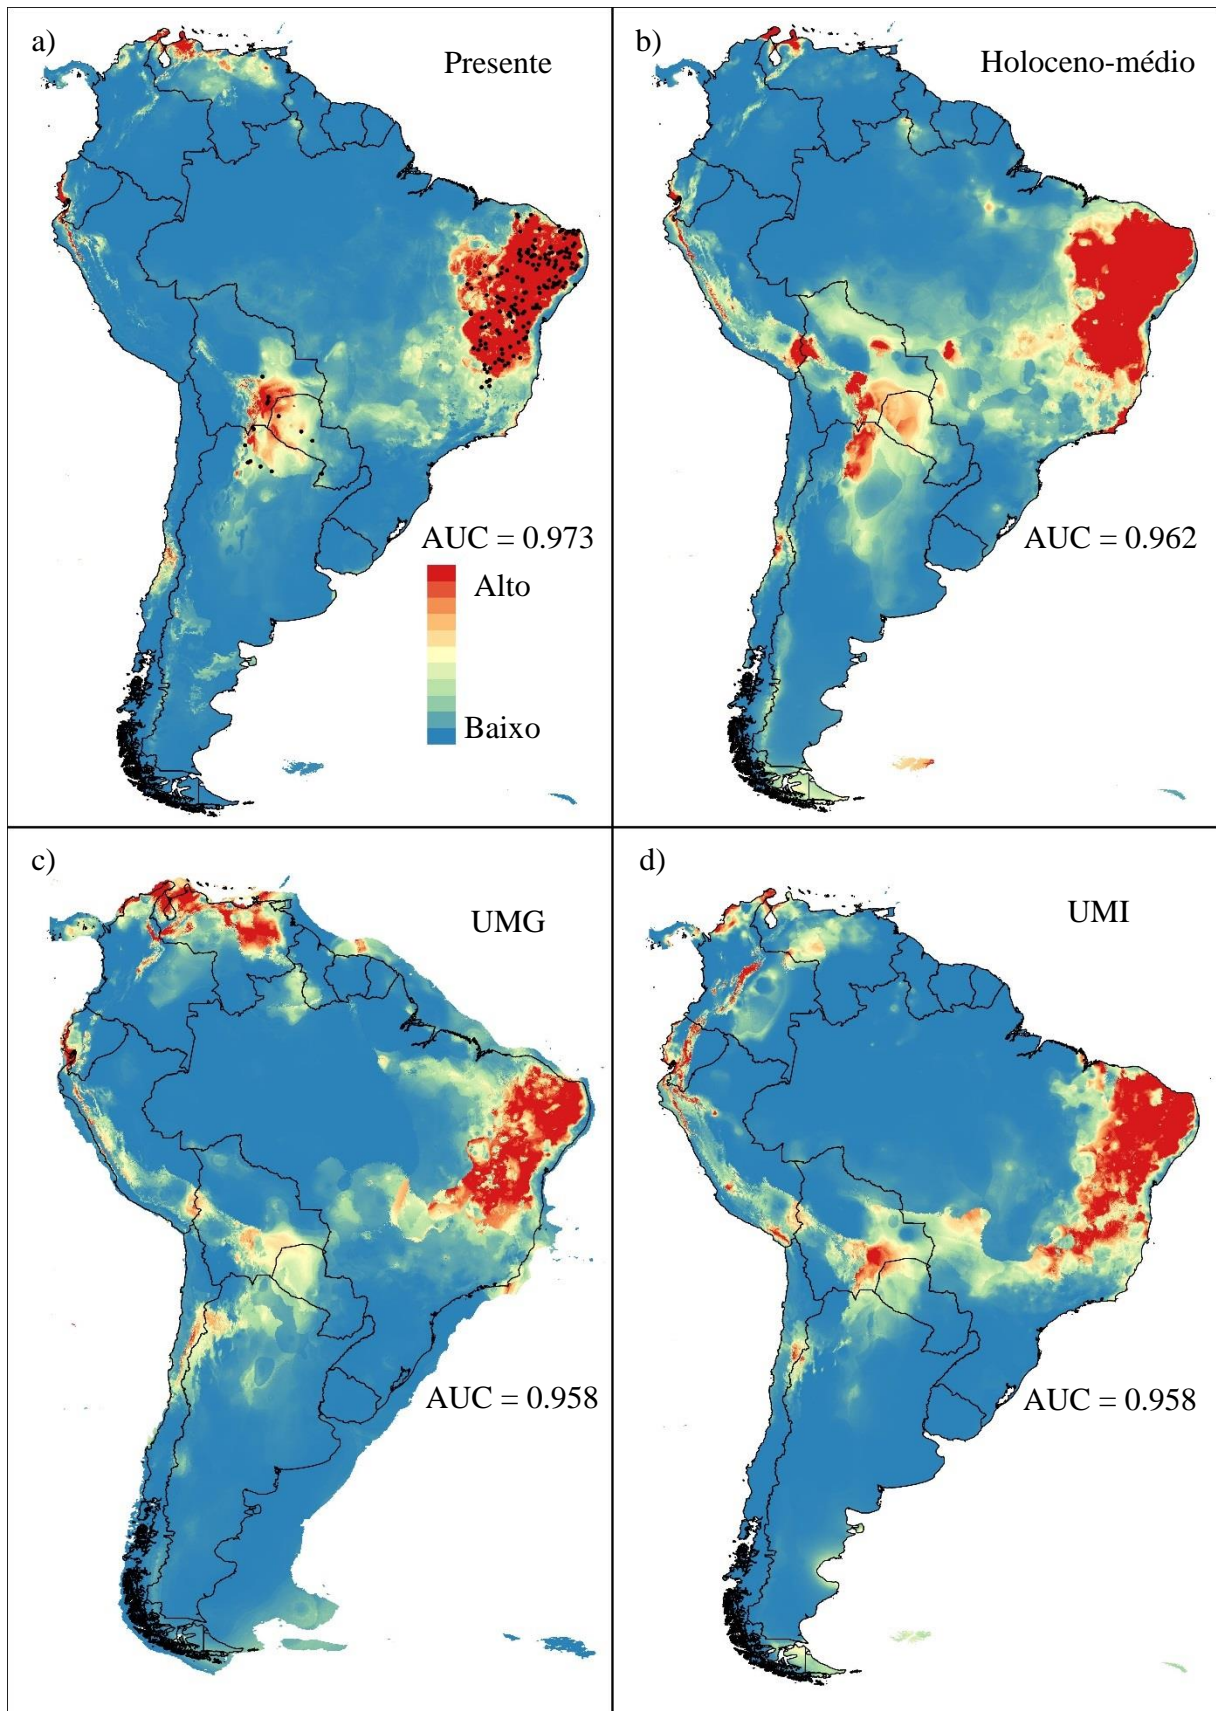 a)
Presente
AUC = 0.973
Alto
Baixo
b)
Holoceno-médio
AUC = 0.962
c)
UMG
AUC = 0.958
d)
UMI
AUC = 0.958